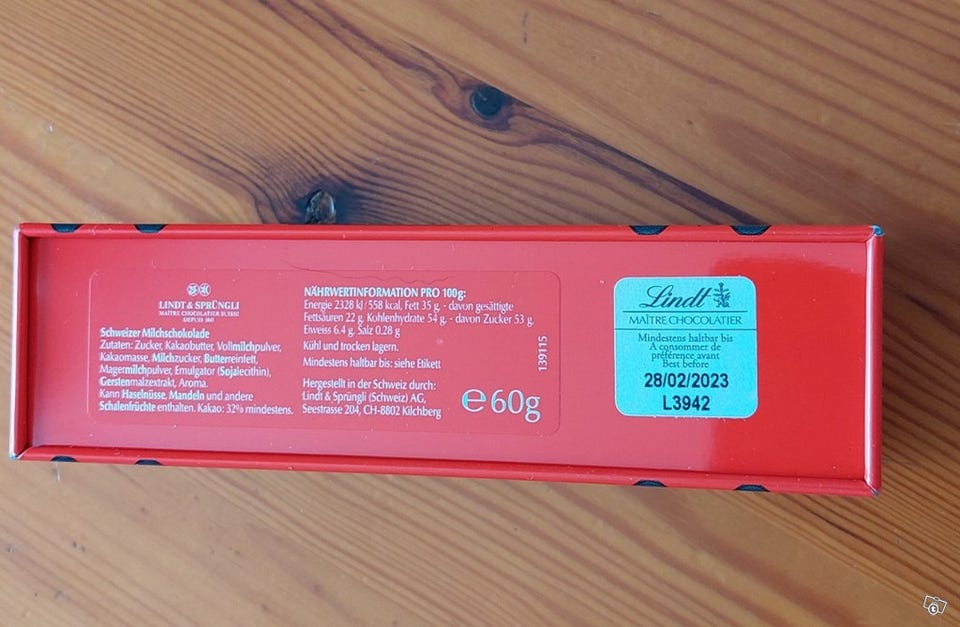 LINDT & SPRÜNGLI
MAÎTRE CHOCOLATIER SUISSE
DEPUIS 1845
Schweizer Milchschokolade
Zutaten: Zucker, Kakaobutter, Vollmilchpulver,
Kakaomasse, Milchzucker, Butterreinfett,
Magermilchpulver, Emulgator (Sojalecithin),
Gerstenmalzextrakt, Aroma.
Kann Haselnüsse, Mandeln und andere
Schalenfrüchte enthalten. Kakao: 32% mindestens.
NÄHRWERTINFORMATION PRO 100g:
Energie 2328 kJ/558 kcal, Fett 35 g, - davon gesättigte
Fettsäuren 22 g, Kohlenhydrate 54 g, - davon Zucker 53 g,
Eiweiss 6.4 g, Salz 0.28 g
Kühl und trocken lagern.
Mindestens haltbar bis: siehe Etikett
Hergestellt in der Schweiz durch:
Lindt & Sprüngli (Schweiz) AG,
Seestrasse 204, CH-8802 Kilchberg
139115
e 60g
Lindt
MAÎTRE CHOCOLATIER
Mindestens haltbar bis
A consommer de
préférence avant
Best before
28/02/2023
L3942